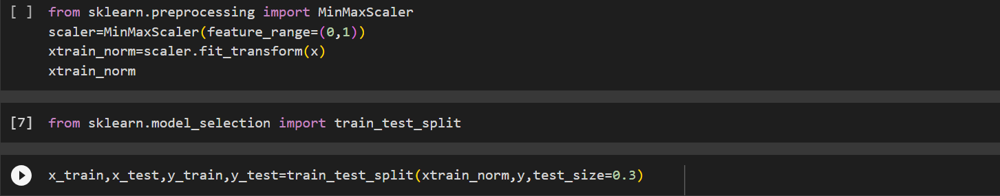 [ ] from sklearn.preprocessing import MinMaxScaler
scaler=MinMaxScaler(feature_range=(0,1))
xtrain_norm=scaler.fit_transform(x)
xtrain_norm
[7] from sklearn.model_selection import train_test_split
x_train,x_test,y_train,y_test=train_test_split(xtrain_norm,y,test_size=0.3)